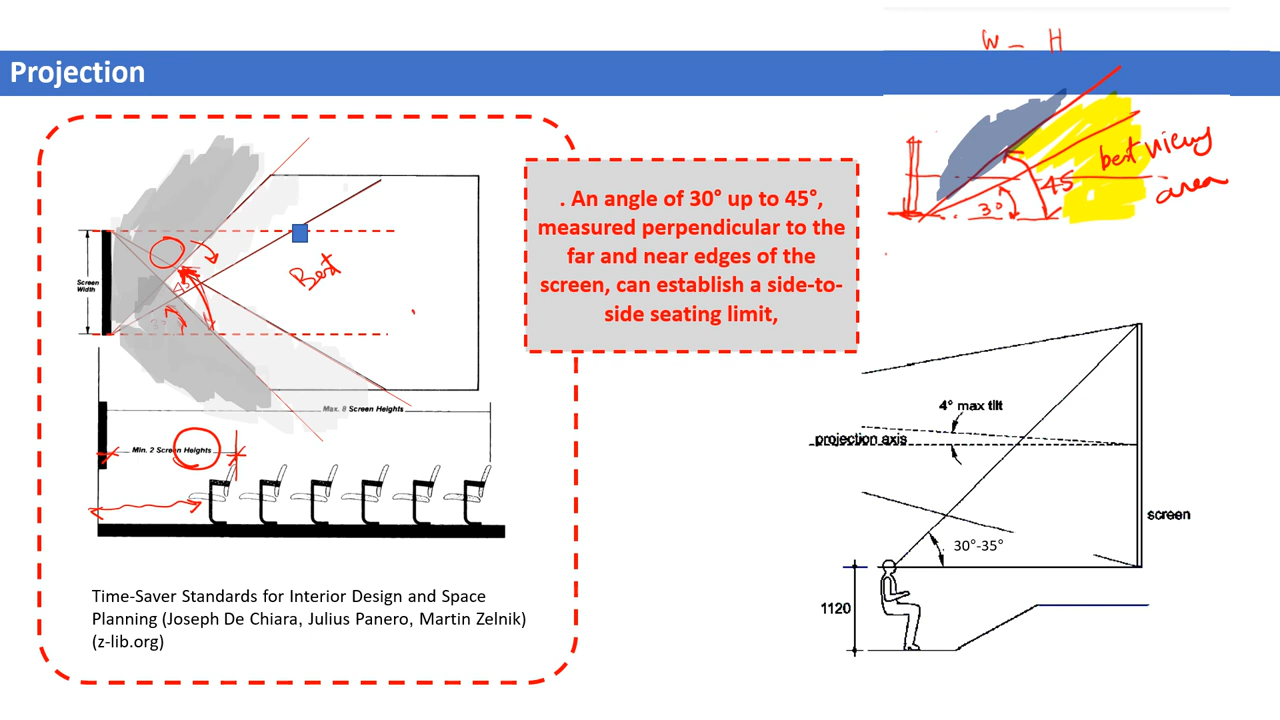 W - H
Projection
best viewing
area
45
30
. An angle of 30° up to 45°,
measured perpendicular to the
far and near edges of the
screen, can establish a side-to-
side seating limit,
Screen
Width
Best
45
30
Max. 8 Screen Heights
Min. 2 Screen Heights
4° max tilt
projection axis
screen
30°-35°
1120
Time-Saver Standards for Interior Design and Space
Planning (Joseph De Chiara, Julius Panero, Martin Zelnik)
(z-lib.org)